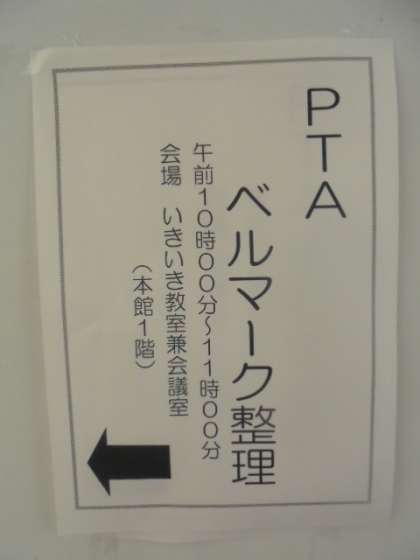 PTA
ベルマーク整理
午前10時00分~11時00分
会場 いきいき教室兼会議室
(本館1階)